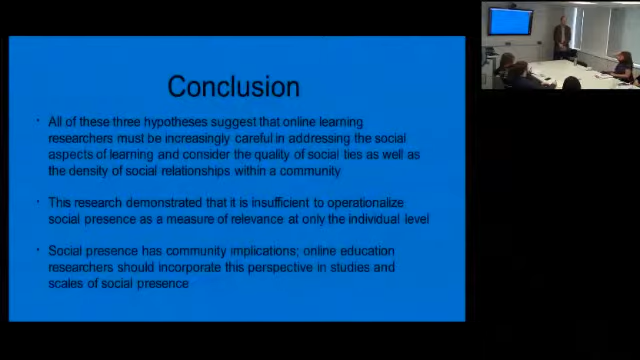 Conclusion
· All of these three hypotheses suggest that online learning
researchers must be increasingly careful in addressing the social
aspects of learning and consider the quality of social ties as well as
the density of social relationships within a community
· This research demonstrated that it is insufficient to operationalize
social presence as a measure of relevance at only the individual level
· Social presence has community implications; online education
researchers should incorporate this perspective in studies and
scales of social presence